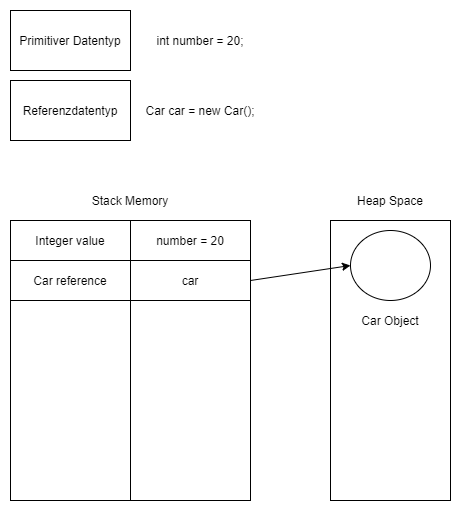 Primitiver Datentyp
int number = 20;
Referenzdatentyp
Car car = new Car();
Stack Memory
Heap Space
Integer value
number = 20
Car reference
car
Car Object